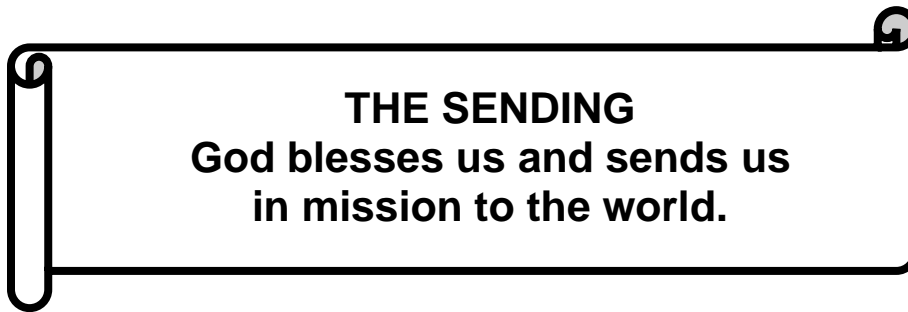 THE SENDING
God blesses us and sends us
in mission to the world.